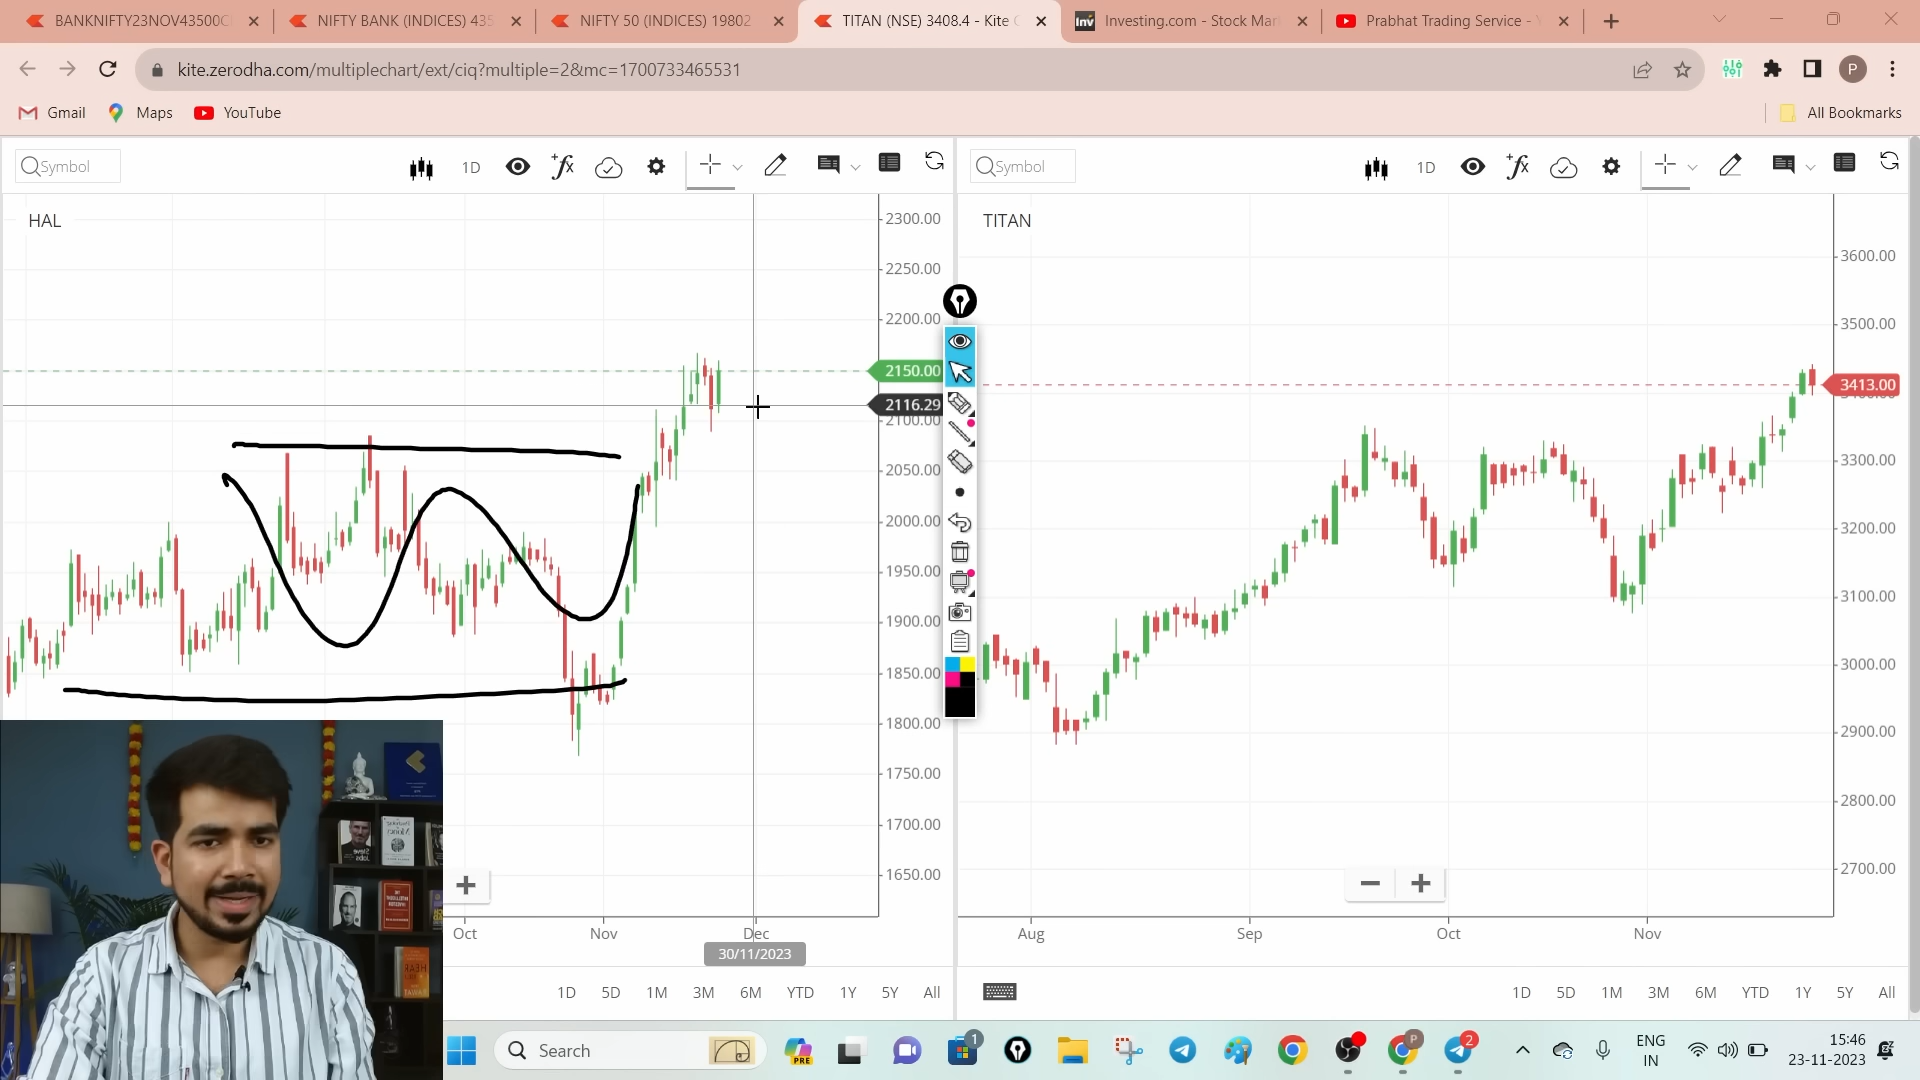 BANKNIFTY23NOV43500C
NIFTY BANK (INDICES) 435
NIFTY 50 (INDICES) 19802
TITAN (NSE) 3408.4 - Kite C
Inv
Investing.com - Stock Mar
Prabhat Trading Service - Y
kite.zerodha.com/multiplechart/ext/ciq?multiple=2&mc=1700733465531
P
Gmail
Maps
YouTube
All Bookmarks
Symbol
1D
Symbol
1D
HAL
2300.00
2250.00
2200.00
2150.00
2116.29
2100.00
2050.00
2000.00
1950.00
1900.00
1850.00
1800.00
1750.00
1700.00
1650.00
Oct
Nov
Dec
30/11/2023
1D 5D 1M 3M 6M YTD 1Y 5Y All
TITAN
3600.00
3500.00
3413.00
3300.00
3200.00
3100.00
3000.00
2900.00
2800.00
2700.00
Aug
Sep
Oct
Nov
1D 5D 1M 3M 6M YTD 1Y 5Y All
Steve
Jobs
Search
PRE
1
P
2
ENG
IN
15:46
23-11-2023